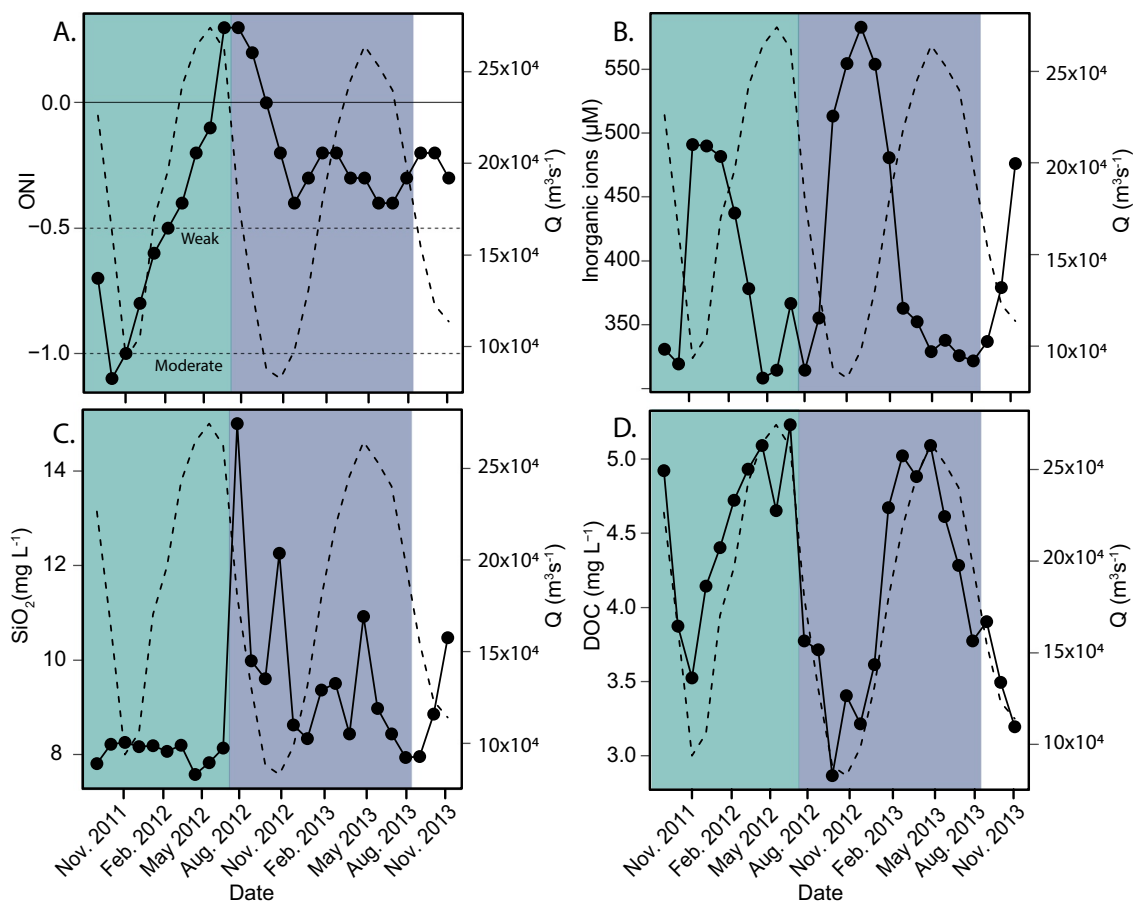 A.
ONI
0.0
−0.5
−1.0
Weak
Moderate
25x10⁴
20x10⁴
15x10⁴
10x10⁴
Q (m³s⁻¹)
B.
Inorganic ions (µM)
550
500
450
400
350
25x10⁴
20x10⁴
15x10⁴
10x10⁴
Q (m³s⁻¹)
C.
SiO₂(mg L⁻¹)
14
12
10
8
25x10⁴
20x10⁴
15x10⁴
10x10⁴
Q (m³s⁻¹)
Nov. 2011
Feb. 2012
May 2012
Aug. 2012
Nov. 2012
Feb. 2013
May 2013
Aug. 2013
Nov. 2013
Date
D.
DOC (mg L⁻¹)
5.0
4.5
4.0
3.5
3.0
25x10⁴
20x10⁴
15x10⁴
10x10⁴
Q (m³s⁻¹)
Nov. 2011
Feb. 2012
May 2012
Aug. 2012
Nov. 2012
Feb. 2013
May 2013
Aug. 2013
Nov. 2013
Date